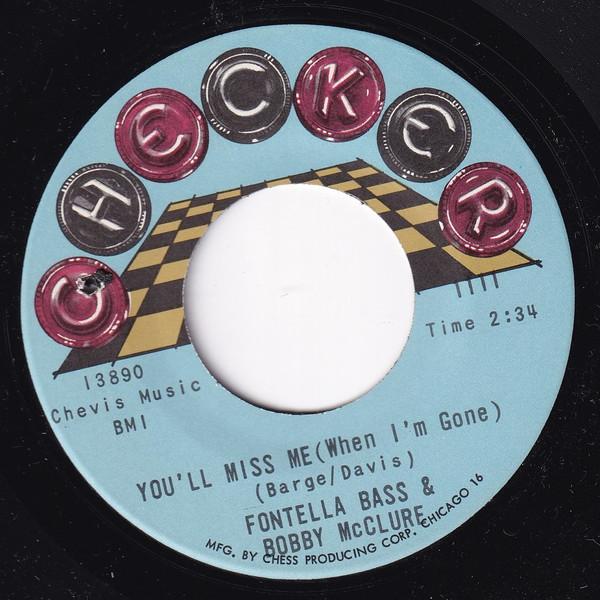 CHECKER
1111
Time 2:34
13890
Chevis Music
BMI
YOU'LL MISS ME(When I'm Gone)
(Barge/Davis)
FONTELLA BASS &
BOBBY McCLURE
MFG. BY CHESS PRODUCING CORP. CHICAGO 16